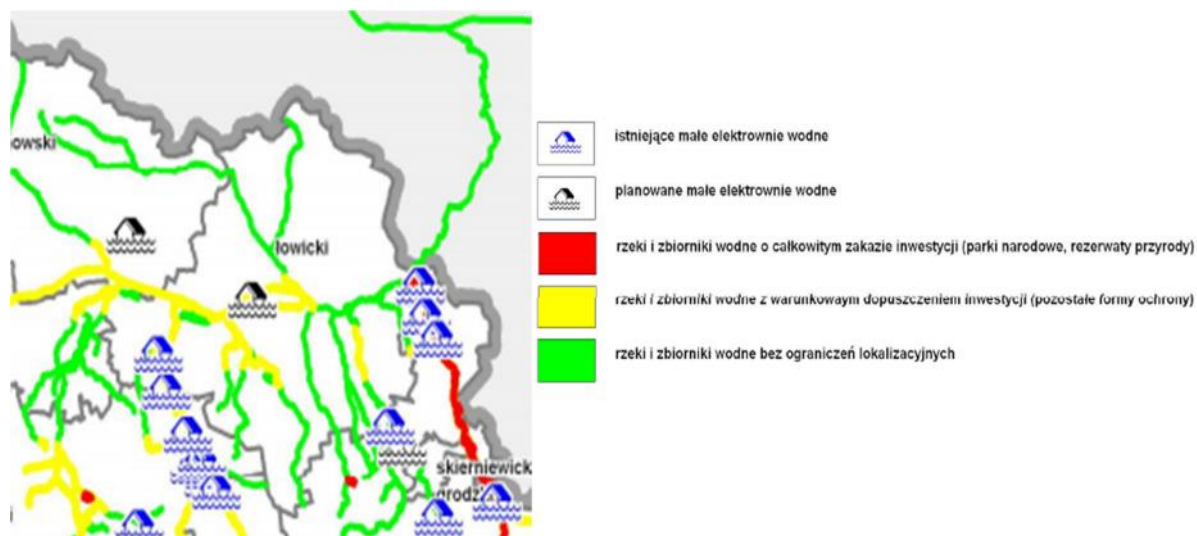 owski
łowicki
skierniewick
grodz
istniejące małe elektrownie wodne
planowane małe elektrownie wodne
rzeki i zbiorniki wodne o całkowitym zakazie inwestycji (parki narodowe, rezerwaty przyrody)
rzeki i zbiorniki wodne z warunkowaym dopuszczeniem inwestycji (pozostałe formy ochrony)
rzeki i zbiorniki wodne bez ograniczeń lokalizacyjnych